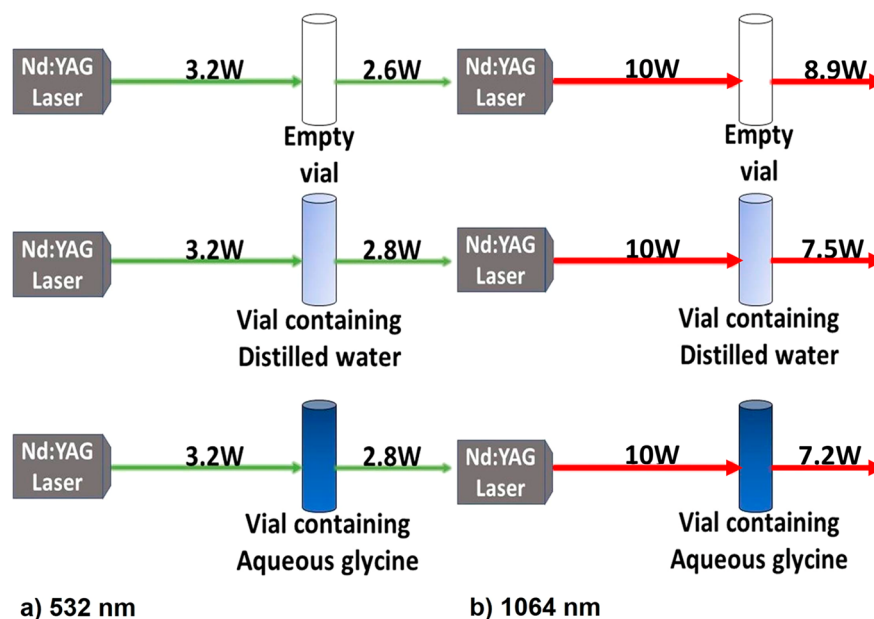 Nd:YAG
Laser
3.2W
2.6W
Empty
vial
Nd:YAG
Laser
10W
8.9W
Empty
vial
Nd:YAG
Laser
3.2W
2.8W
Vial containing
Distilled water
Nd:YAG
Laser
10W
7.5W
Vial containing
Distilled water
Nd:YAG
Laser
3.2W
2.8W
Vial containing
Aqueous glycine
Nd:YAG
Laser
10W
7.2W
Vial containing
Aqueous glycine
a) 532 nm
b) 1064 nm